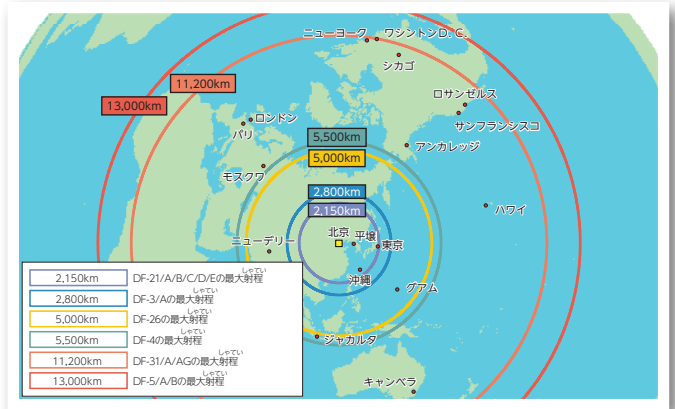 ニューヨーク ワシントンD.C.
シカゴ
11,200km
13,000km
ロサンゼルス
サンフランシスコ
ロンドン
パリ
5,500km
アンカレッジ
5,000km
モスクワ
2,800km
2,150km
ハワイ
北京
平壌
ニューデリー
東京
沖縄
グアム
ジャカルタ
キャンベラ
しゃてい
2,150km DF-21/A/B/C/D/Eの最大射程
しゃてい
2,800km DF-3/Aの最大射程
しゃてい
5,000km DF-26の最大射程
しゃてい
5,500km DF-4の最大射程
しゃてい
11,200km DF-31/A/AGの最大射程
しゃてい
13,000km DF-5/A/Bの最大射程